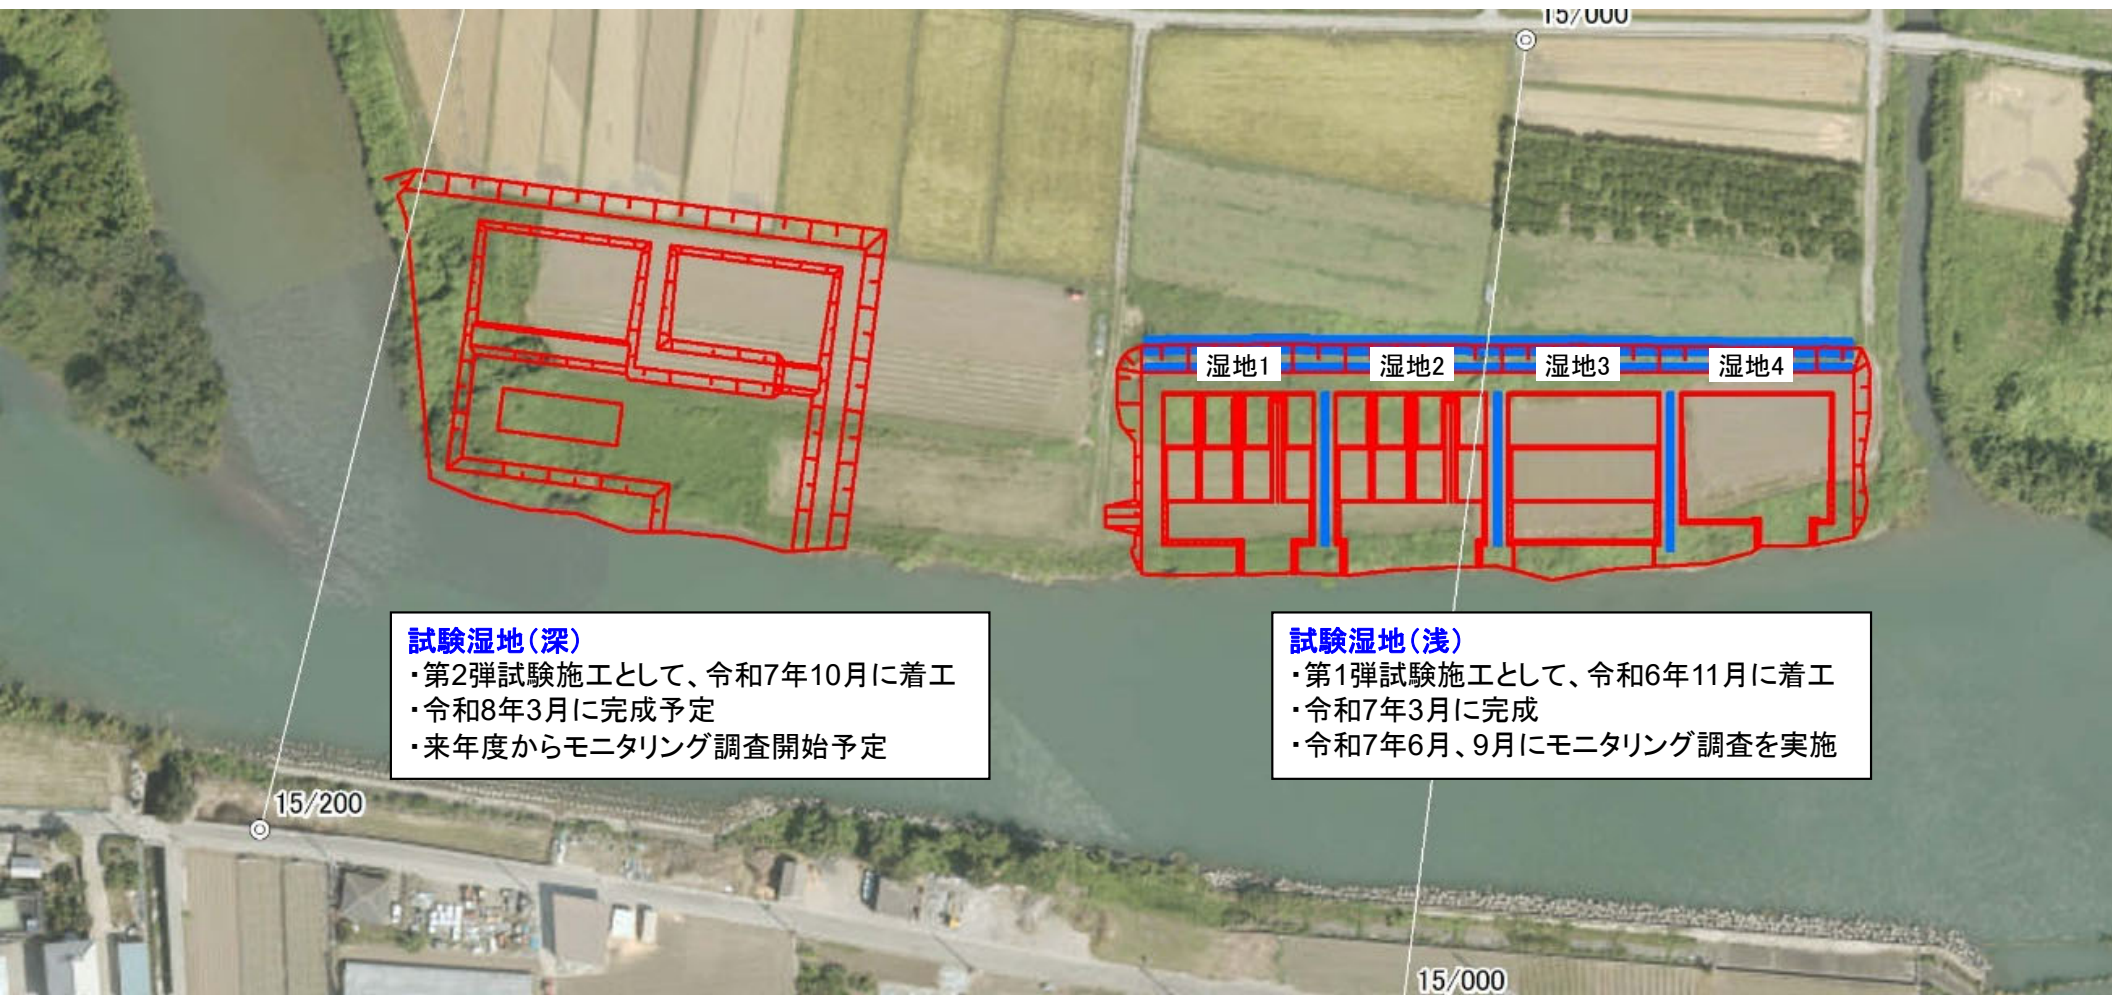 15/000
湿地1 湿地2 湿地3 湿地4
試験湿地(深)
・第2弾試験施工として、令和7年10月に着工
・令和8年3月に完成予定
・来年度からモニタリング調査開始予定
試験湿地(浅)
・第1弾試験施工として、令和6年11月に着工
・令和7年3月に完成
・令和7年6月、9月にモニタリング調査を実施
15/200
15/000